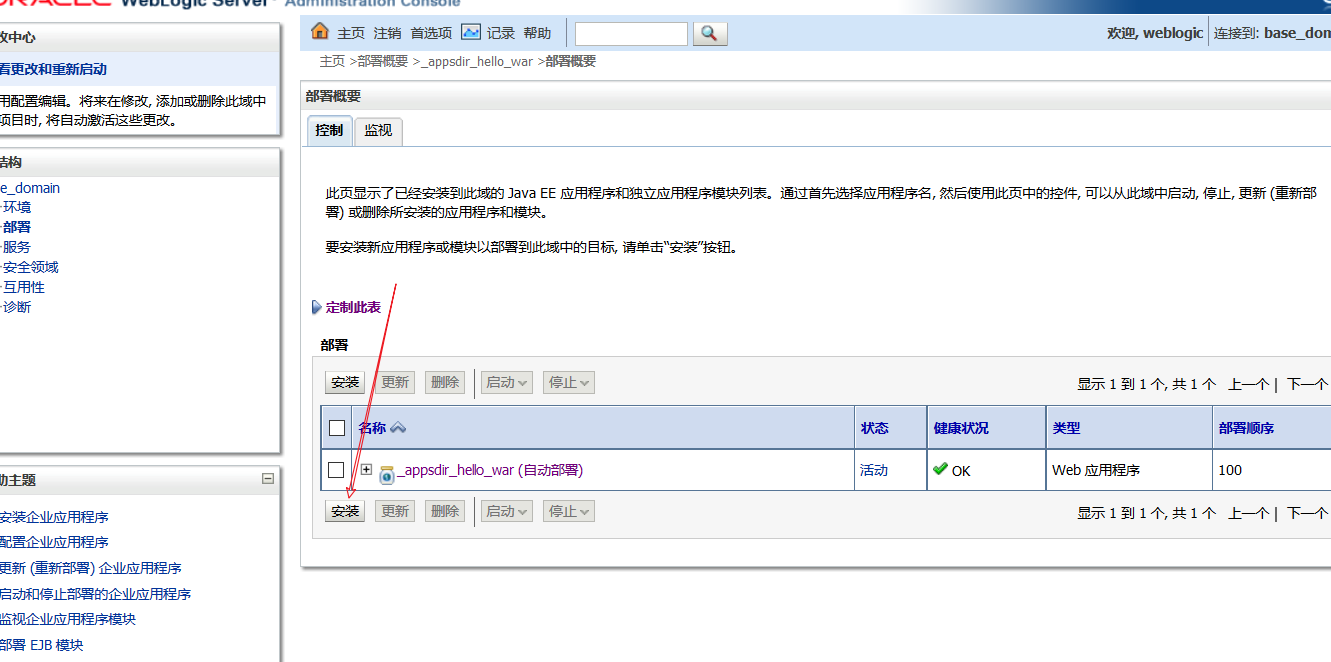 ORACLE WebLogic Server Administration Console
改中心
看更改和重新启动
用配置编辑。将来在修改, 添加或删除此域中
项目时, 将自动激活这些更改。
结构
e_domain
环境
部署
服务
安全领域
互用性
诊断
助主题
安装企业应用程序
配置企业应用程序
更新 (重新部署) 企业应用程序
启动和停止部署的企业应用程序
监视企业应用程序模块
部署 EJB 模块
主页 注销 首选项 记录 帮助
欢迎, weblogic 连接到: base_dom
主页 >部署概要 >_appsdir_hello_war >部署概要
部署概要
控制 监视
此页显示了已经安装到此域的 Java EE 应用程序和独立应用程序模块列表。通过首先选择应用程序名, 然后使用此页中的控件, 可以从此域中启动, 停止, 更新 (重新部
署) 或删除所安装的应用程序和模块。
要安装新应用程序或模块以部署到此域中的目标, 请单击“安装”按钮。
定制此表
部署
安装 更新 删除 启动 停止 显示 1 到 1 个, 共 1 个 上一个 | 下一个
名称 状态 健康状况 类型 部署顺序
_appsdir_hello_war (自动部署) 活动 OK Web 应用程序 100
安装 更新 删除 启动 停止 显示 1 到 1 个, 共 1 个 上一个 | 下一个